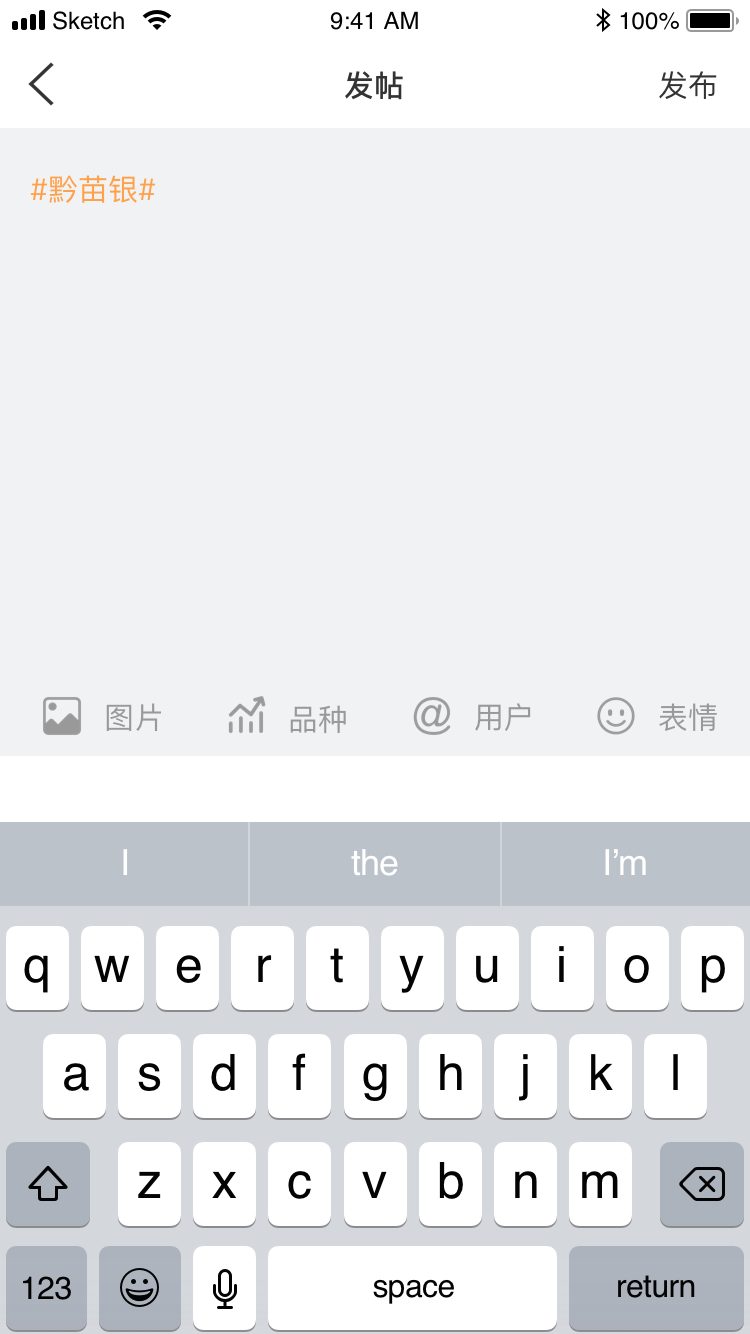 Sketch 9:41 AM 100%
发帖 发布
#黔苗银#
图片 品种 @ 用户 表情
I the I’m
q w e r t y u i o p
a s d f g h j k l
z x c v b n m
123 space return